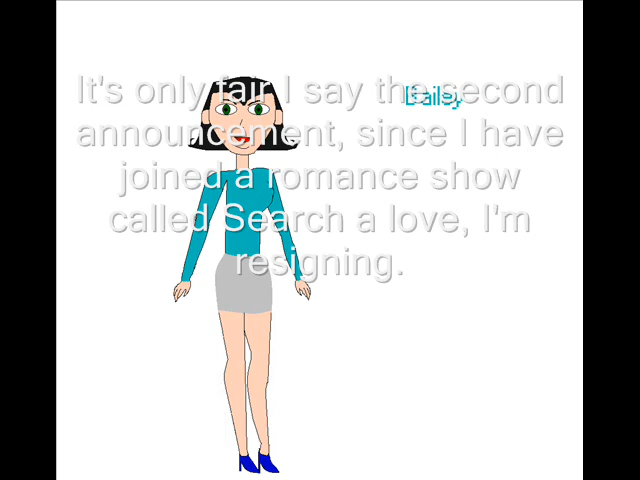 Bailey
It's only fair I say the second
announcement, since I have
joined a romance show
called Search a love, I'm
resigning.